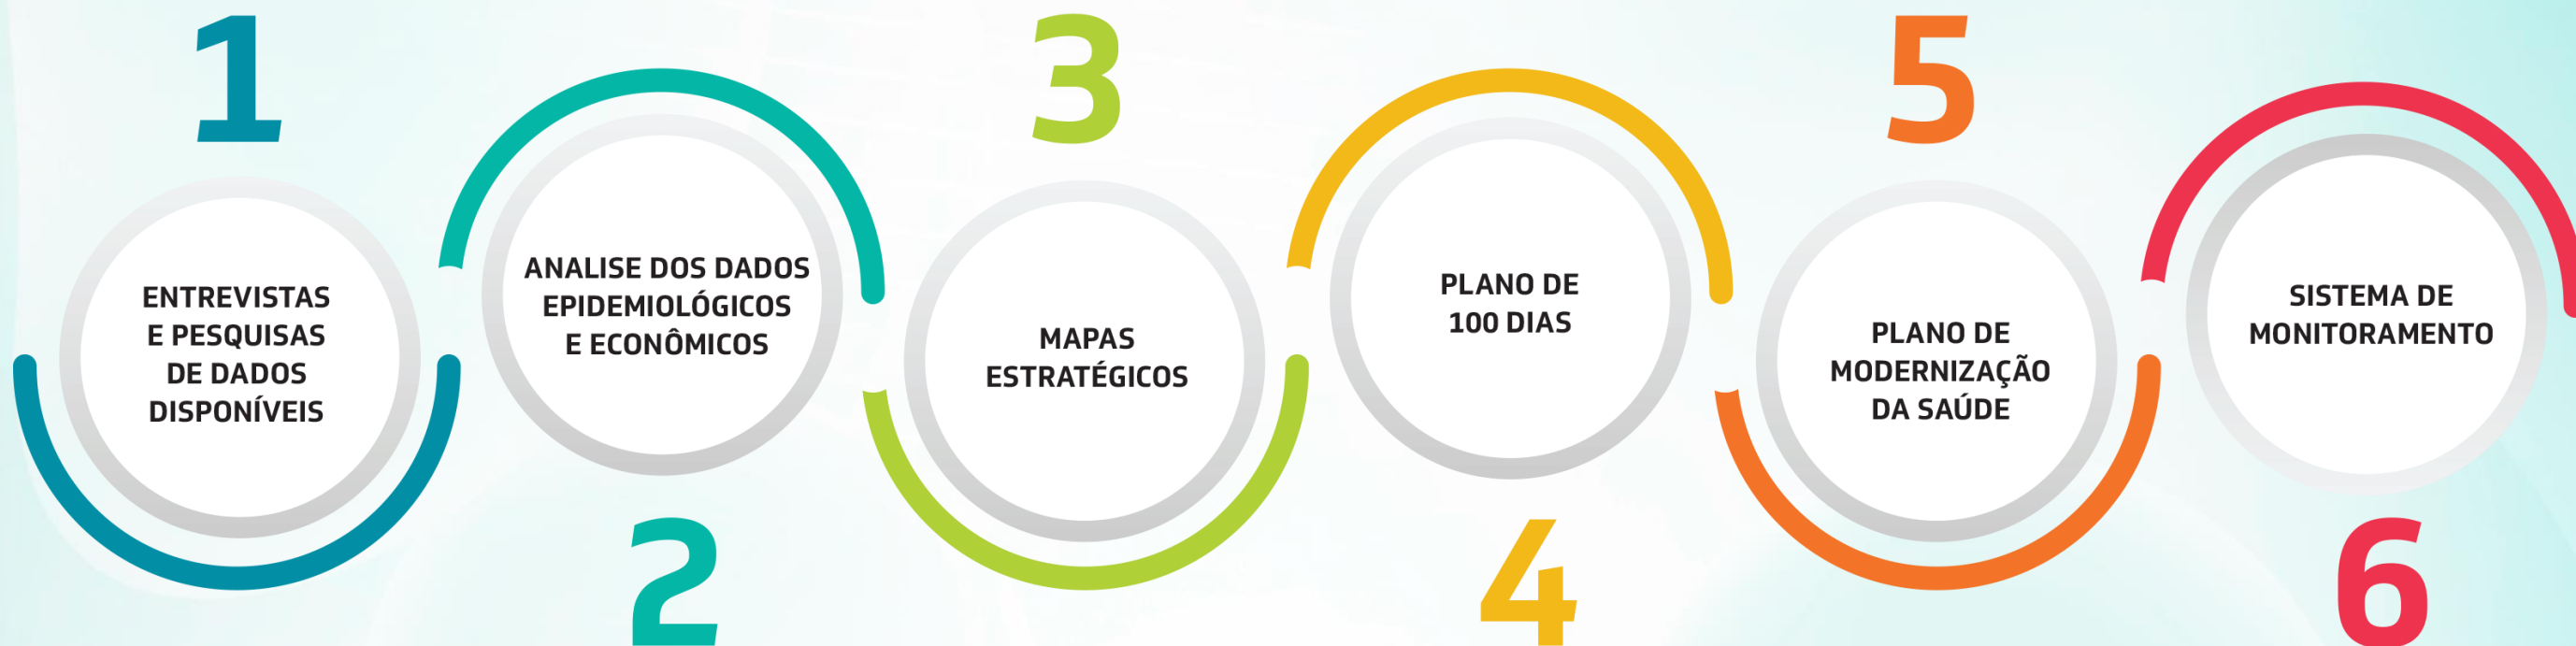 1
ENTREVISTAS
E PESQUISAS
DE DADOS
DISPONÍVEIS
2
ANALISE DOS DADOS
EPIDEMIOLÓGICOS
E ECONÔMICOS
3
MAPAS
ESTRATÉGICOS
4
PLANO DE
100 DIAS
5
PLANO DE
MODERNIZAÇÃO
DA SAÚDE
6
SISTEMA DE
MONITORAMENTO